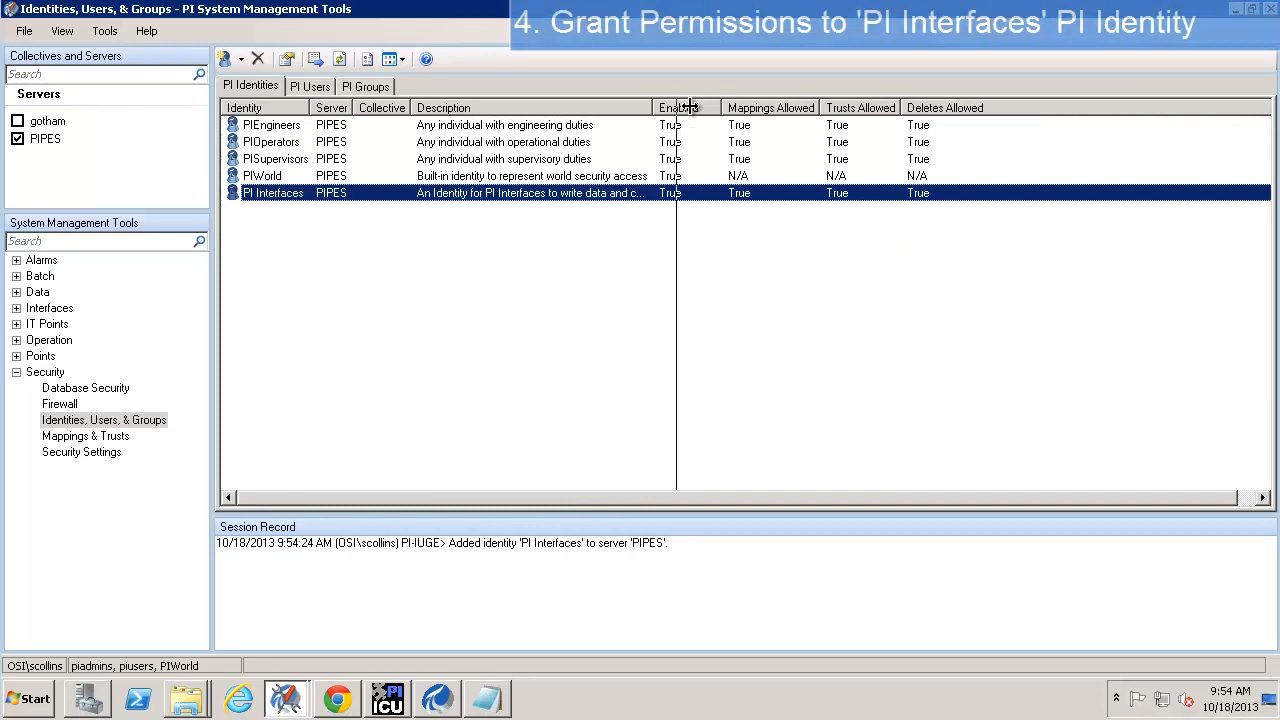 Identities, Users, & Groups - PI System Management Tools
4. Grant Permissions to 'PI Interfaces' PI Identity
File View Tools Help
Collectives and Servers
Search
Servers
gotham
PIPES
System Management Tools
Search
Alarms
Batch
Data
Interfaces
IT Points
Operation
Points
Security
Database Security
Firewall
Identities, Users, & Groups
Mappings & Trusts
Security Settings
PI Identities PI Users PI Groups
Identity Server Collective Description Mappings Allowed Trusts Allowed Deletes Allowed
PIEngineers PIPES Any individual with engineering duties True True True True
PIOperators PIPES Any individual with operational duties True True True True
PISupervisors PIPES Any individual with supervisory duties True True True True
PIWorld PIPES Built-in identity to represent world security access True N/A N/A N/A
PI Interfaces PIPES An Identity for PI Interfaces to write data and c... True True True True
Session Record
10/18/2013 9:54:24 AM (OSI\scollins) PI-IUGE> Added identity 'PI Interfaces' to server 'PIPES'.
OSI\scollins piadmins, piusers, PIWorld
Start
PI
ICU
9:54 AM
10/18/2013